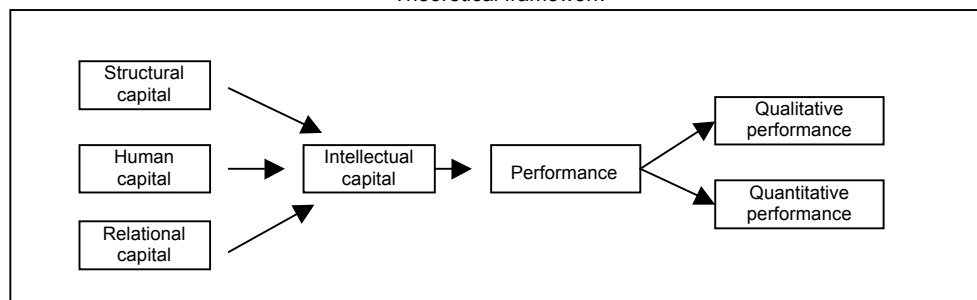 Theoretical framework
Structural
capital
Human
capital
Relational
capital
Intellectual
capital
Performance
Qualitative
performance
Quantitative
performance